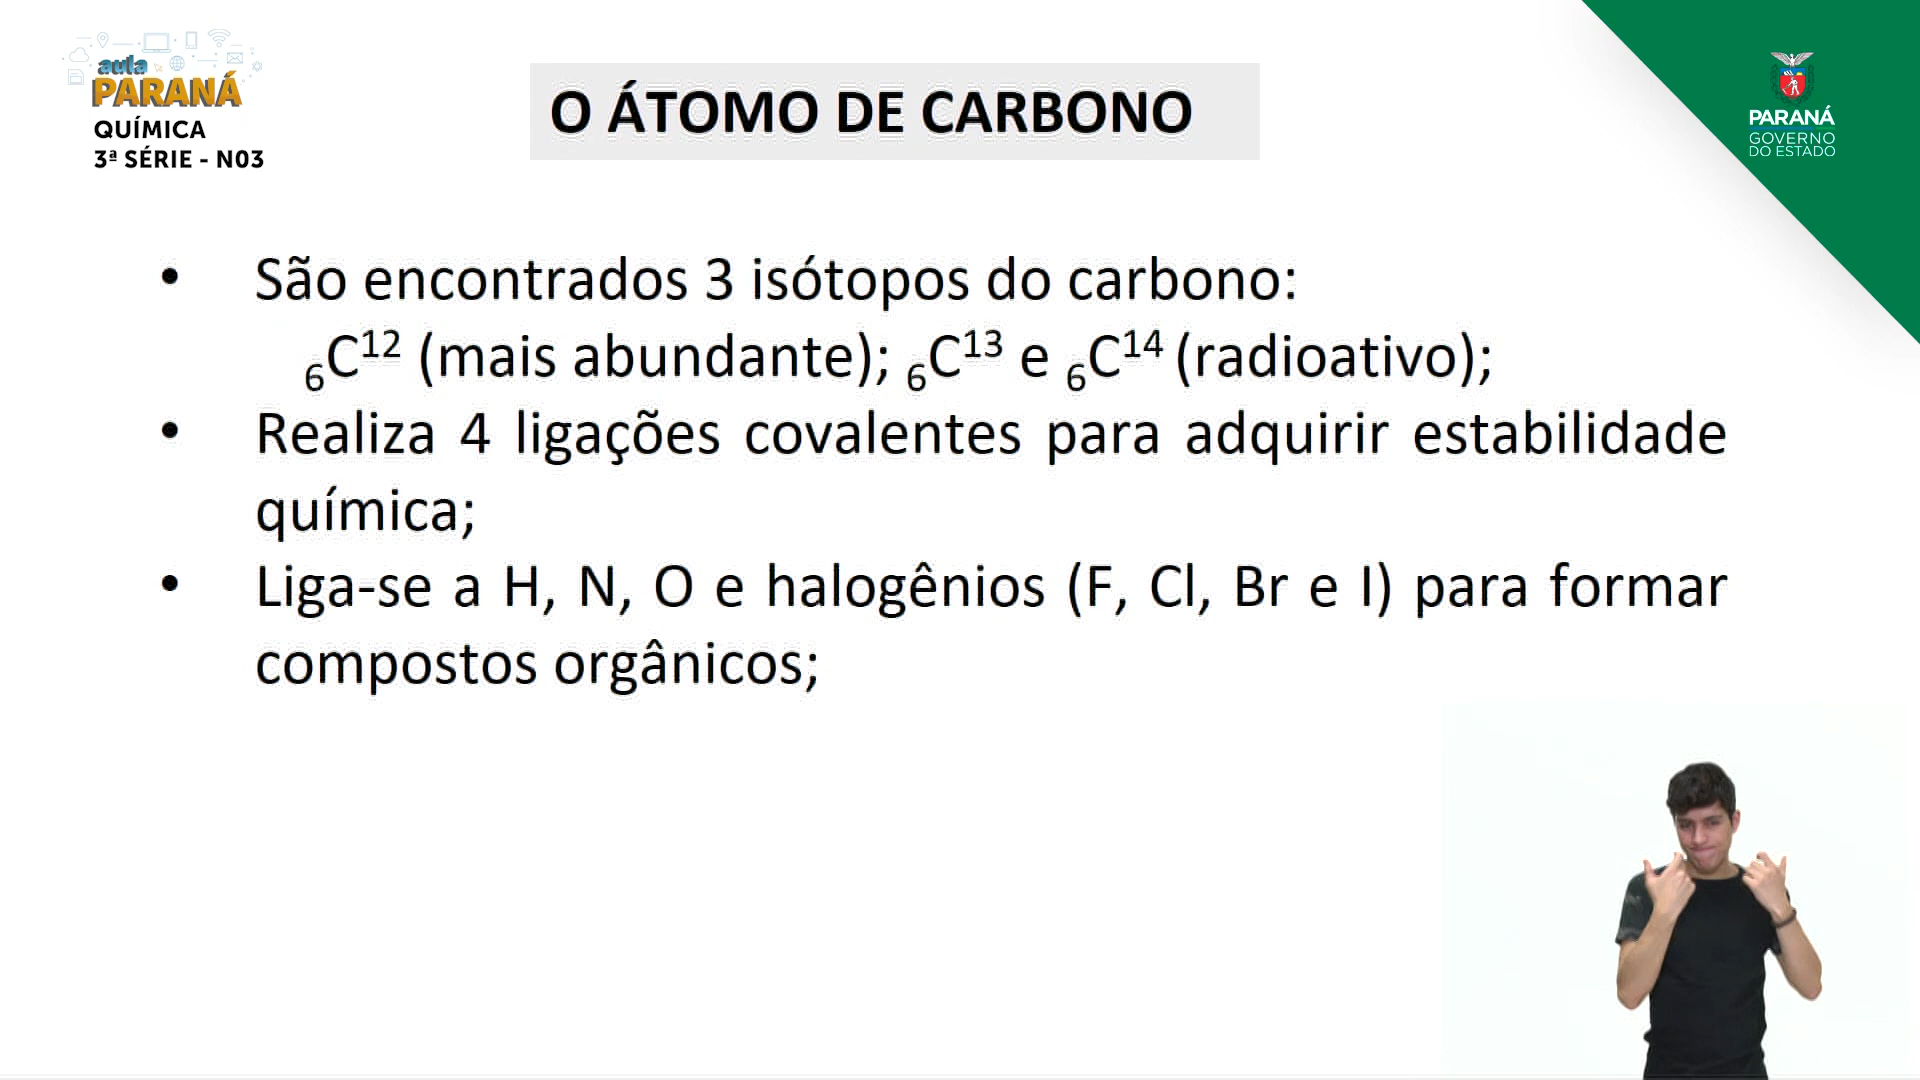 aula
PARANÁ
QUÍMICA
3ª SÉRIE - N03
O ÁTOMO DE CARBONO
PARANÁ
GOVERNO
DO ESTADO
• São encontrados 3 isótopos do carbono:
₆C¹² (mais abundante); ₆C¹³ e ₆C¹⁴ (radioativo);
• Realiza 4 ligações covalentes para adquirir estabilidade
química;
• Liga-se a H, N, O e halogênios (F, Cl, Br e I) para formar
compostos orgânicos;